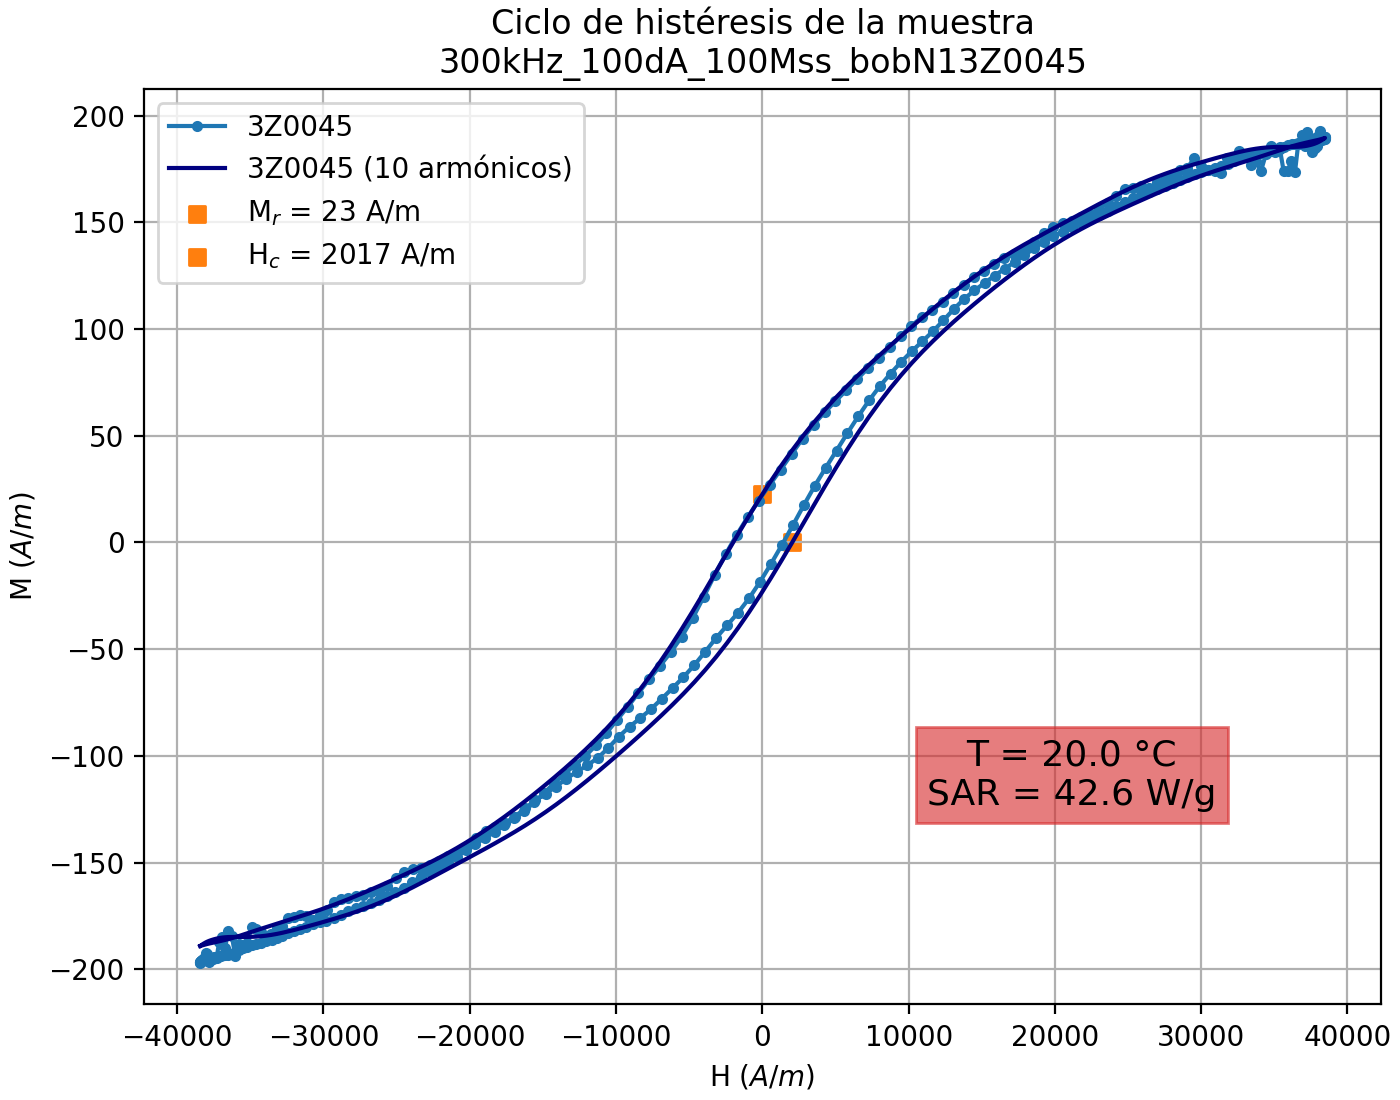 Ciclo de histéresis de la muestra
300kHz_100dA_100Mss_bobN13Z0045
3Z0045
3Z0045 (10 armónicos)
Mᵣ = 23 A/m
H𝒸 = 2017 A/m
200
150
100
50
0
−50
−100
−150
−200
M (A/m)
T = 20.0 °C
SAR = 42.6 W/g
−40000 −30000 −20000 −10000 0 10000 20000 30000 40000
H (A/m)